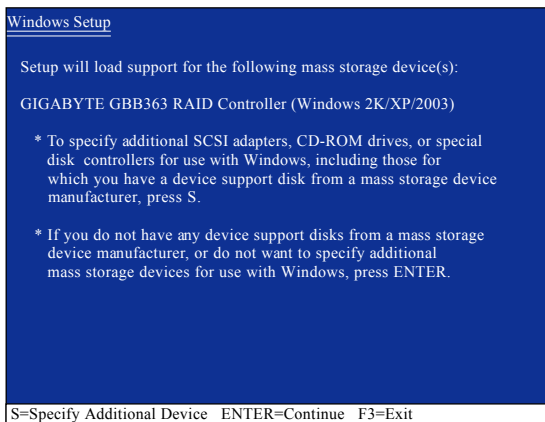 Windows Setup
Setup will load support for the following mass storage device(s):
GIGABYTE GBB363 RAID Controller (Windows 2K/XP/2003)
* To specify additional SCSI adapters, CD-ROM drives, or special
disk controllers for use with Windows, including those for
which you have a device support disk from a mass storage device
manufacturer, press S.
* If you do not have any device support disks from a mass storage
device manufacturer, or do not want to specify additional
mass storage devices for use with Windows, press ENTER.
S=Specify Additional Device ENTER=Continue F3=Exit